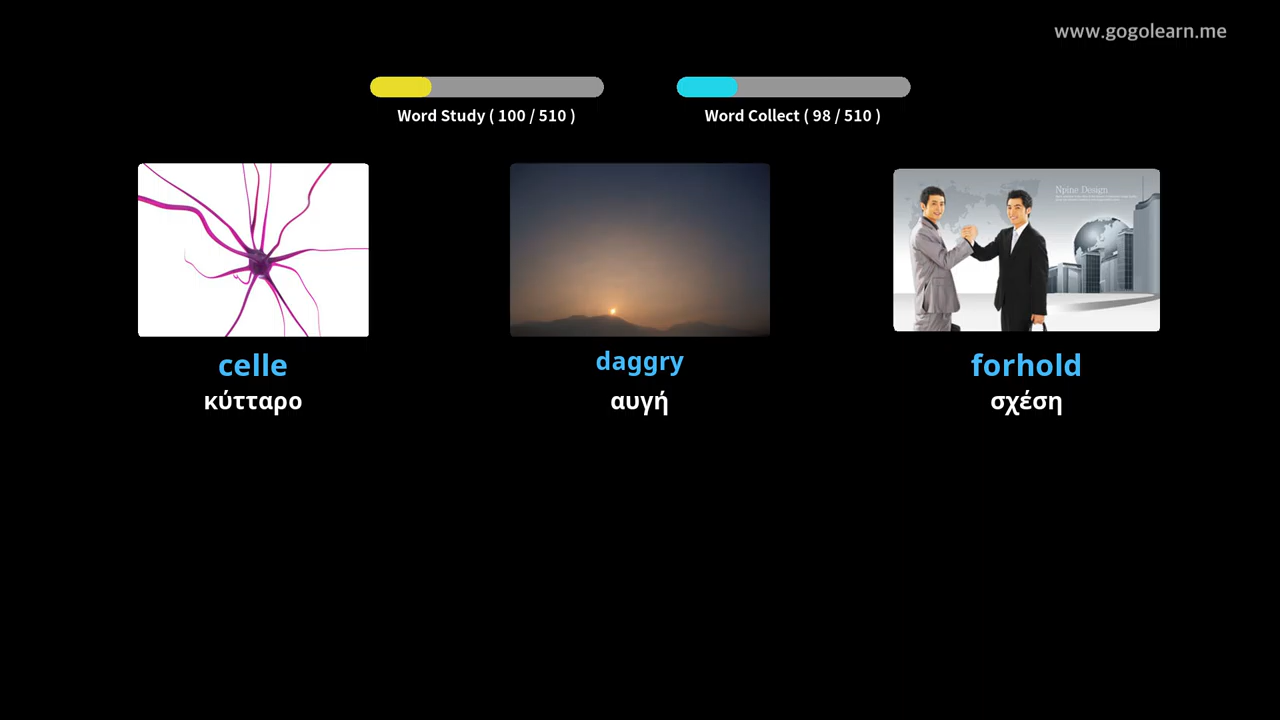 www.gogolearn.me
Word Study ( 100 / 510 )
Word Collect ( 98 / 510 )
Npine Design
celle
κύτταρο
daggry
αυγή
forhold
σχέση